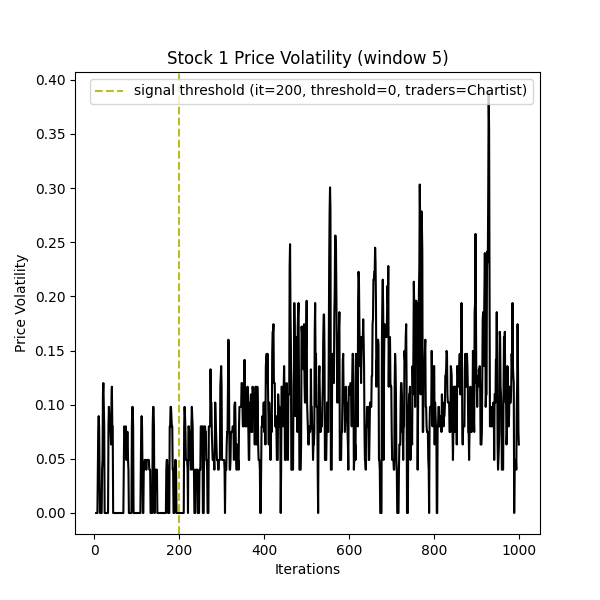 Stock 1 Price Volatility (window 5)
signal threshold (it=200, threshold=0, traders=Chartist)
Price Volatility
0.40
0.35
0.30
0.25
0.20
0.15
0.10
0.05
0.00
0 200 400 600 800 1000
Iterations